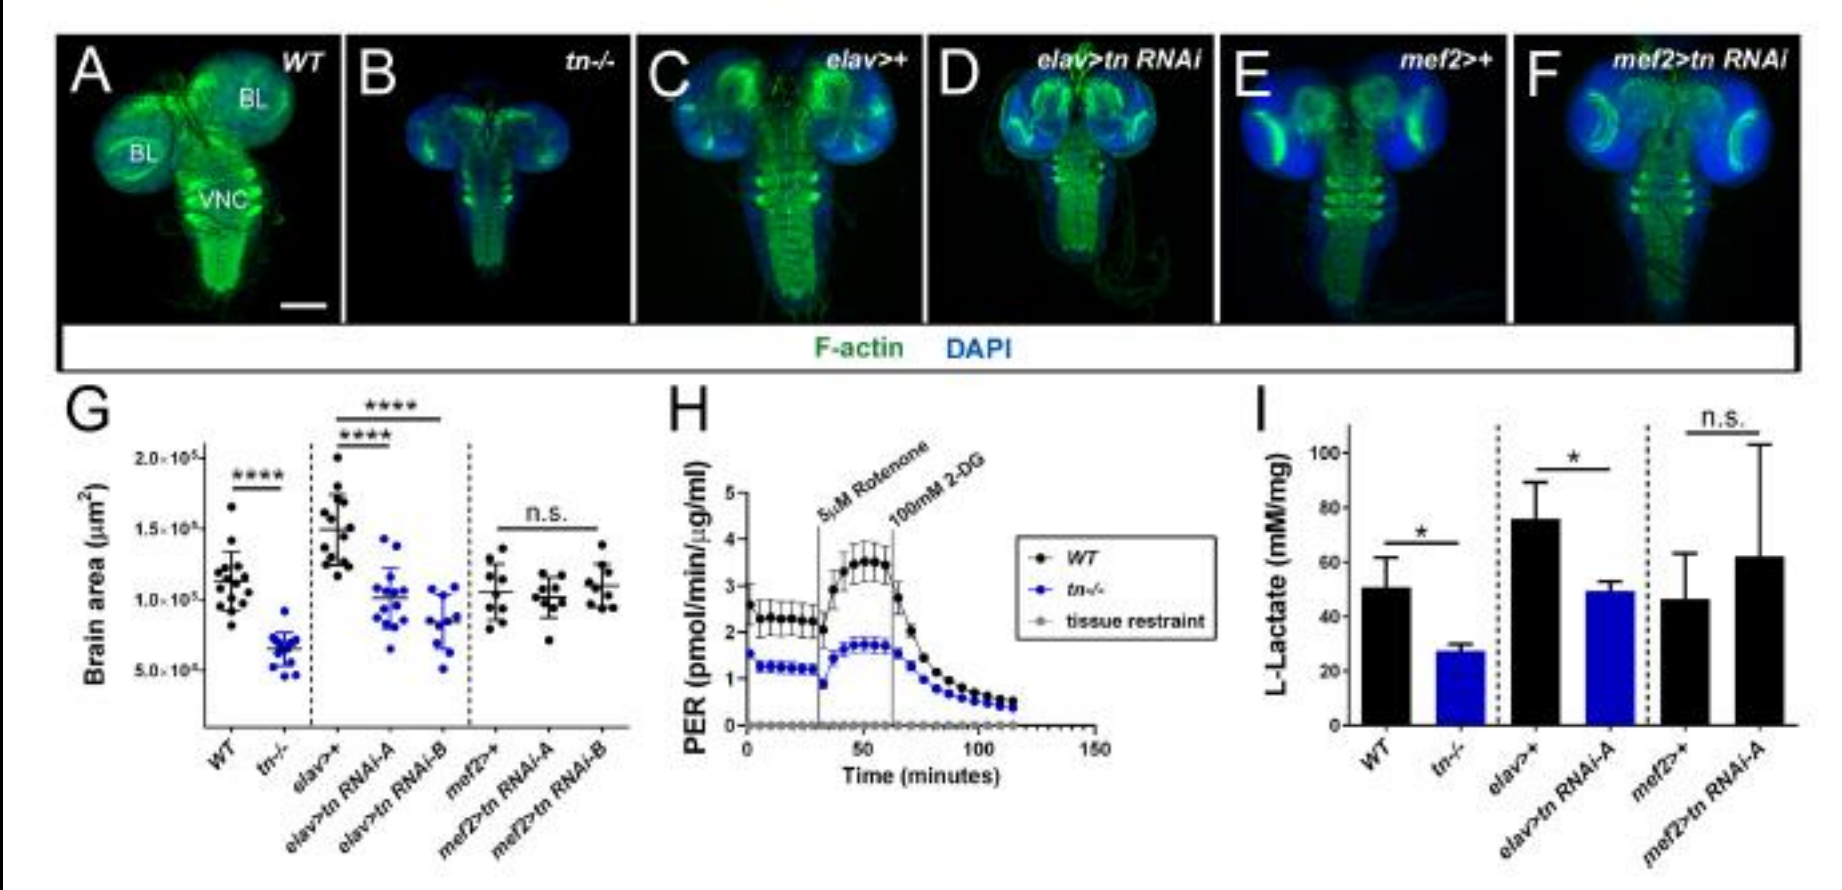 A
WT
BL
BL
VNC
B
tn-/-
C
elav>+
D
elav>tn RNAi
E
mef2>+
F
mef2>tn RNAi
F-actin DAPI
G
Brain area (μm²)
2.0×10⁵
1.5×10⁵
1.0×10⁵
5.0×10⁴
****
****
****
n.s.
WT
tn-/-
elav>+
elav>tn RNAi-A
elav>tn RNAi-B
mef2>+
mef2>tn RNAi-A
mef2>tn RNAi-B
H
PER (pmol/min/μg/ml)
5
4
3
2
1
0
5μM Rotenone
100mM 2-DG
0 50 100 150
Time (minutes)
WT
tn-/-
tissue restraint
I
L-Lactate (mM/mg)
100
80
60
40
20
0
*
*
n.s.
WT
tn-/-
elav>+
elav>tn RNAi-A
mef2>+
mef2>tn RNAi-A